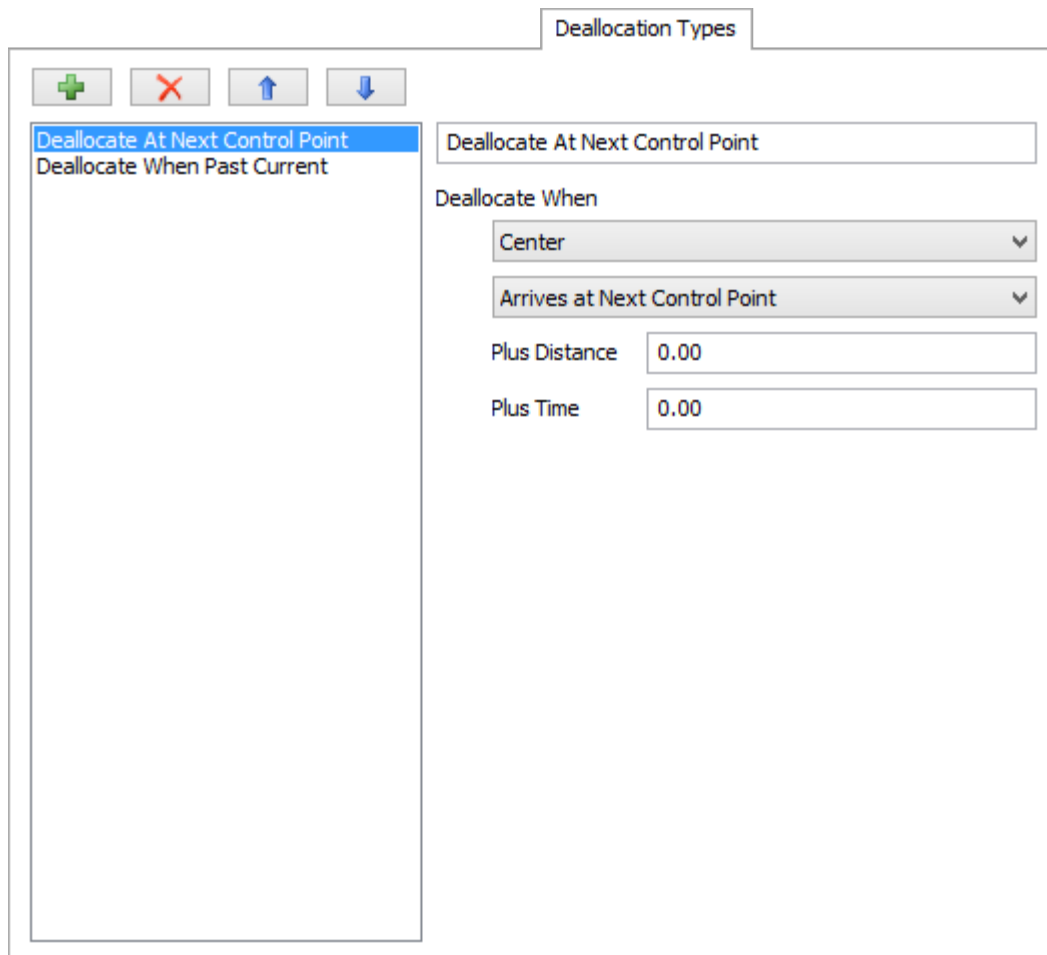 Deallocation Types
Deallocate At Next Control Point
Deallocate When Past Current
Deallocate At Next Control Point
Deallocate When
Center
Arrives at Next Control Point
Plus Distance 0.00
Plus Time 0.00